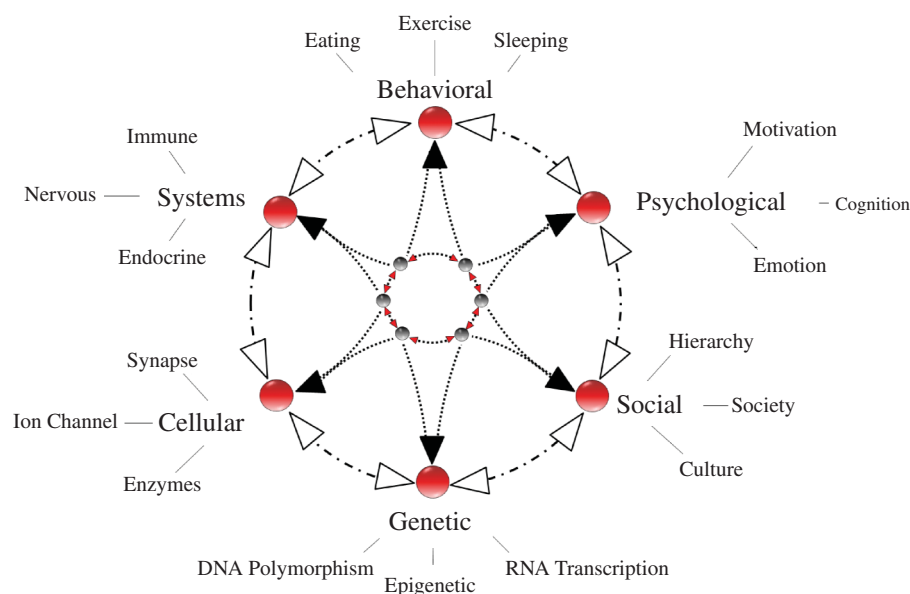 Exercise
Eating
Sleeping
Behavioral
Immune
Nervous
Systems
Endocrine
Motivation
Psychological
Cognition
Emotion
Synapse
Ion Channel
Cellular
Enzymes
Hierarchy
Social
Society
Culture
Genetic
DNA Polymorphism
Epigenetic
RNA Transcription